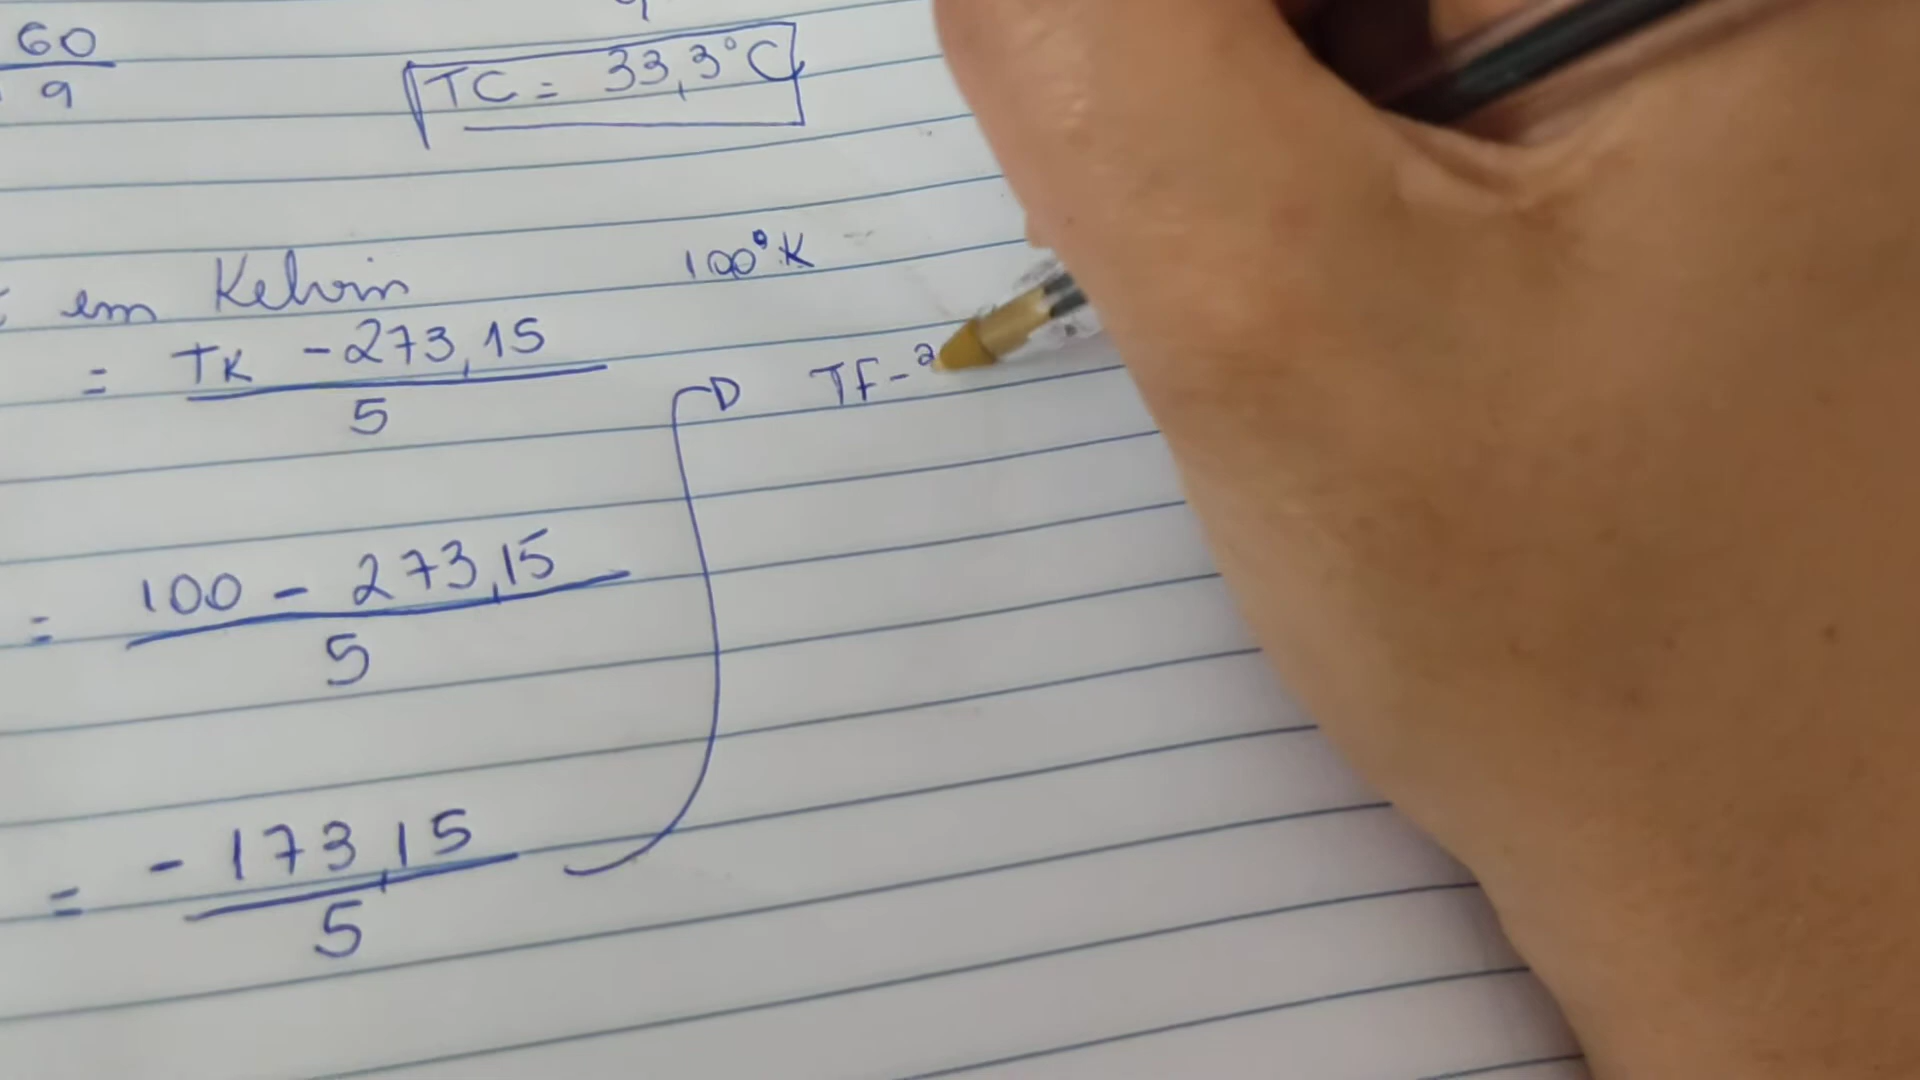 60
9
TC = 33,3°C
em Kelvin 100°K
= TK - 273,15
5
TF-
= 100 - 273,15
5
= - 173,15
5